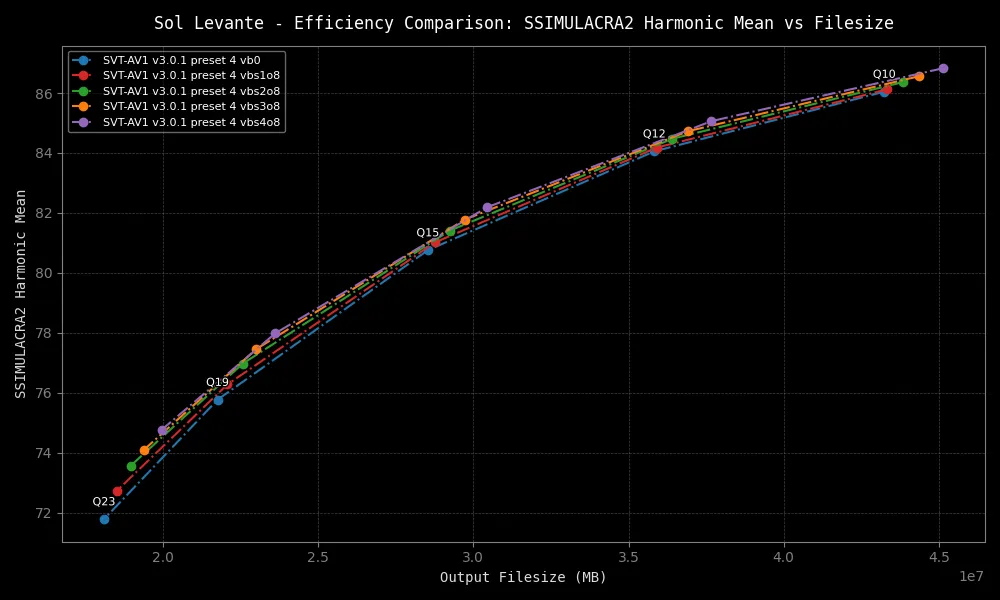 Sol Levante - Efficiency Comparison: SSIMULACRA2 Harmonic Mean vs Filesize
SVT-AV1 v3.0.1 preset 4 vb0
SVT-AV1 v3.0.1 preset 4 vbs1o8
SVT-AV1 v3.0.1 preset 4 vbs2o8
SVT-AV1 v3.0.1 preset 4 vbs3o8
SVT-AV1 v3.0.1 preset 4 vbs4o8
Q10
Q12
Q15
Q19
Q23
SSIMULACRA2 Harmonic Mean
86
84
82
80
78
76
74
72
2.0 2.5 3.0 3.5 4.0 4.5
1e7
Output Filesize (MB)